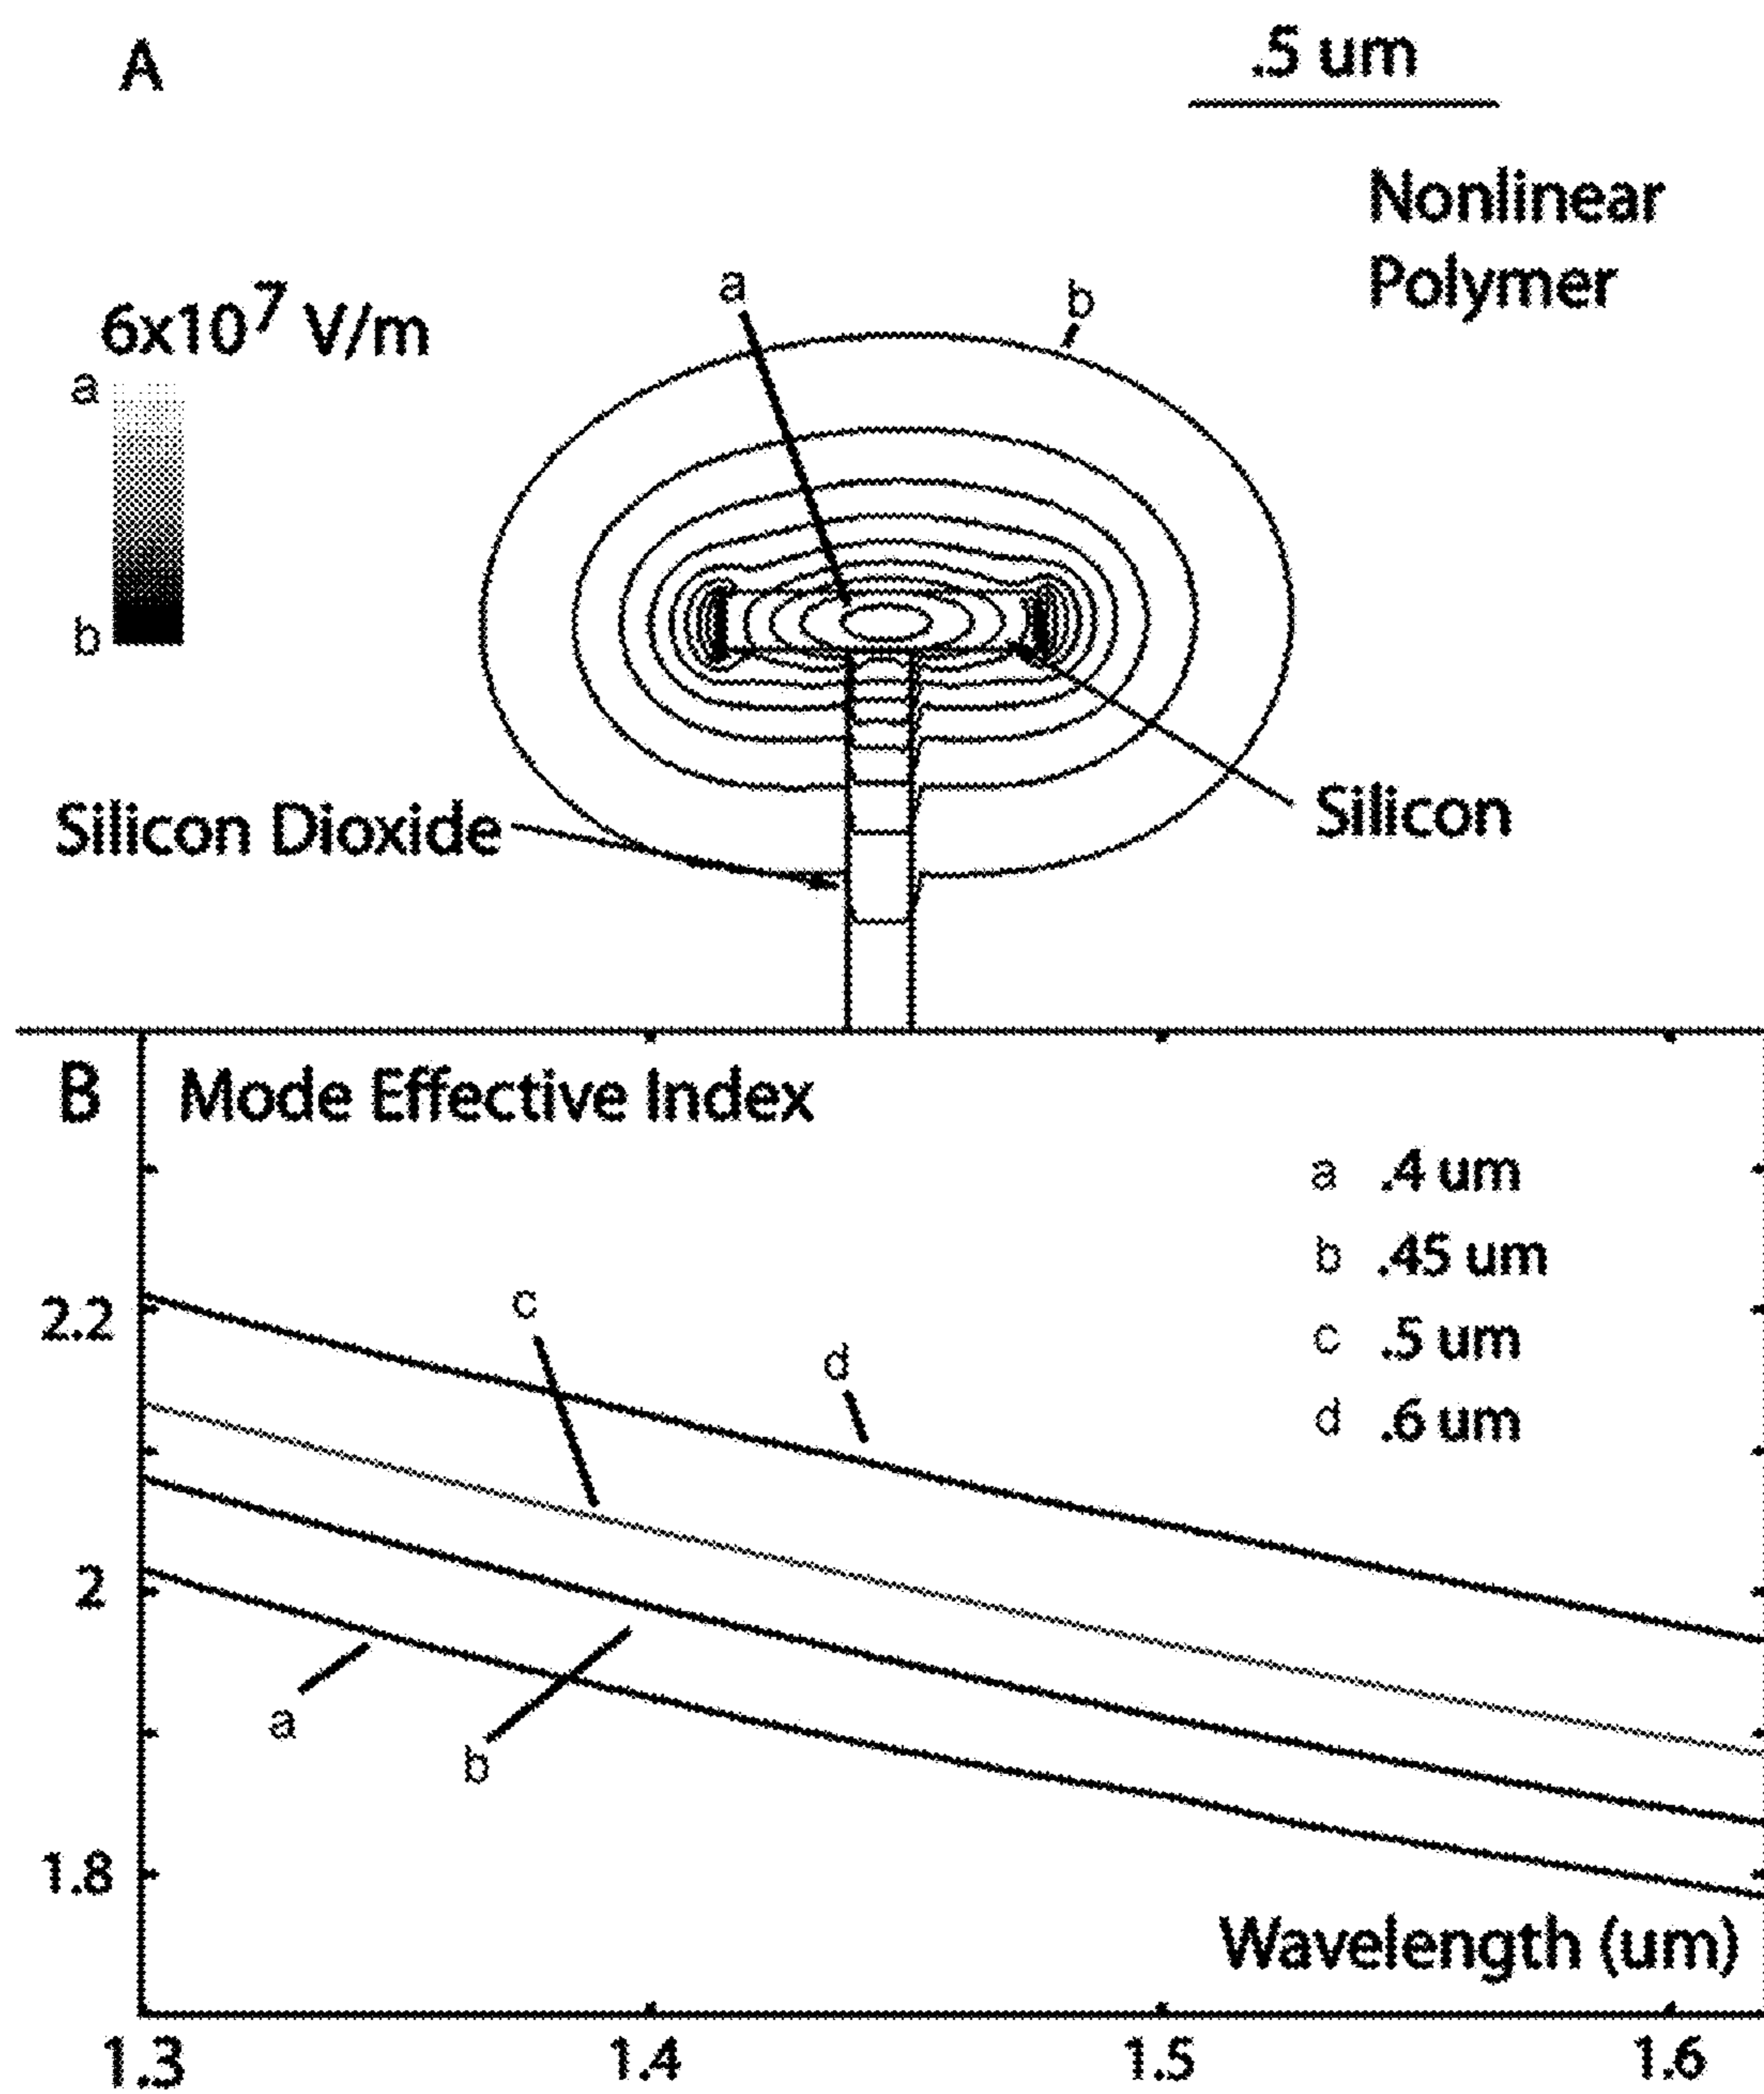 A
.5 um
Nonlinear
Polymer
a
b
6x10⁷ V/m
a
b
Silicon Dioxide
Silicon
B
Mode Effective Index
a .4 um
b .45 um
c .5 um
d .6 um
2.2
c
d
2
a
b
1.8
Wavelength (um)
1.3
1.4
1.5
1.6